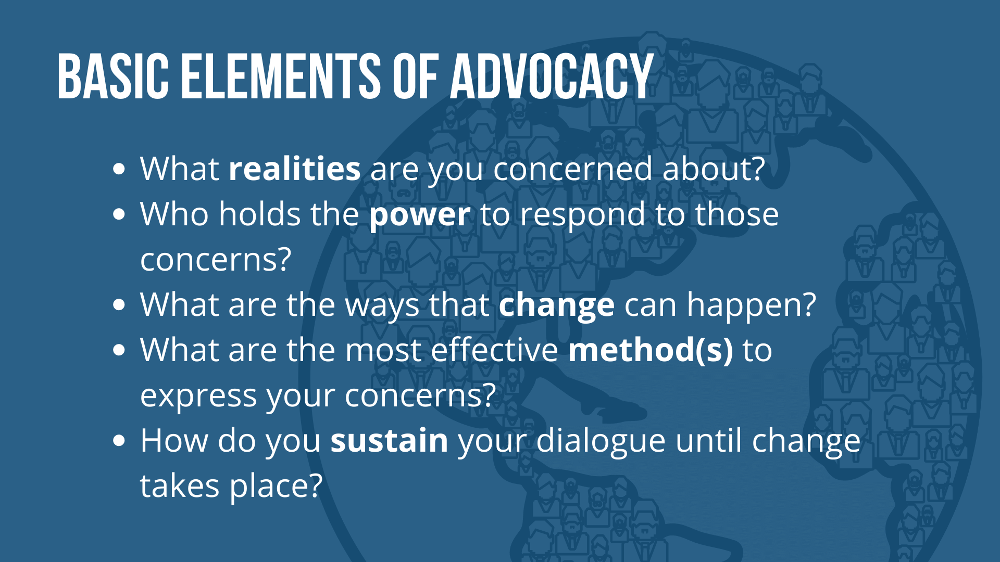 BASIC ELEMENTS OF ADVOCACY
• What realities are you concerned about?
• Who holds the power to respond to those
concerns?
• What are the ways that change can happen?
• What are the most effective method(s) to
express your concerns?
• How do you sustain your dialogue until change
takes place?